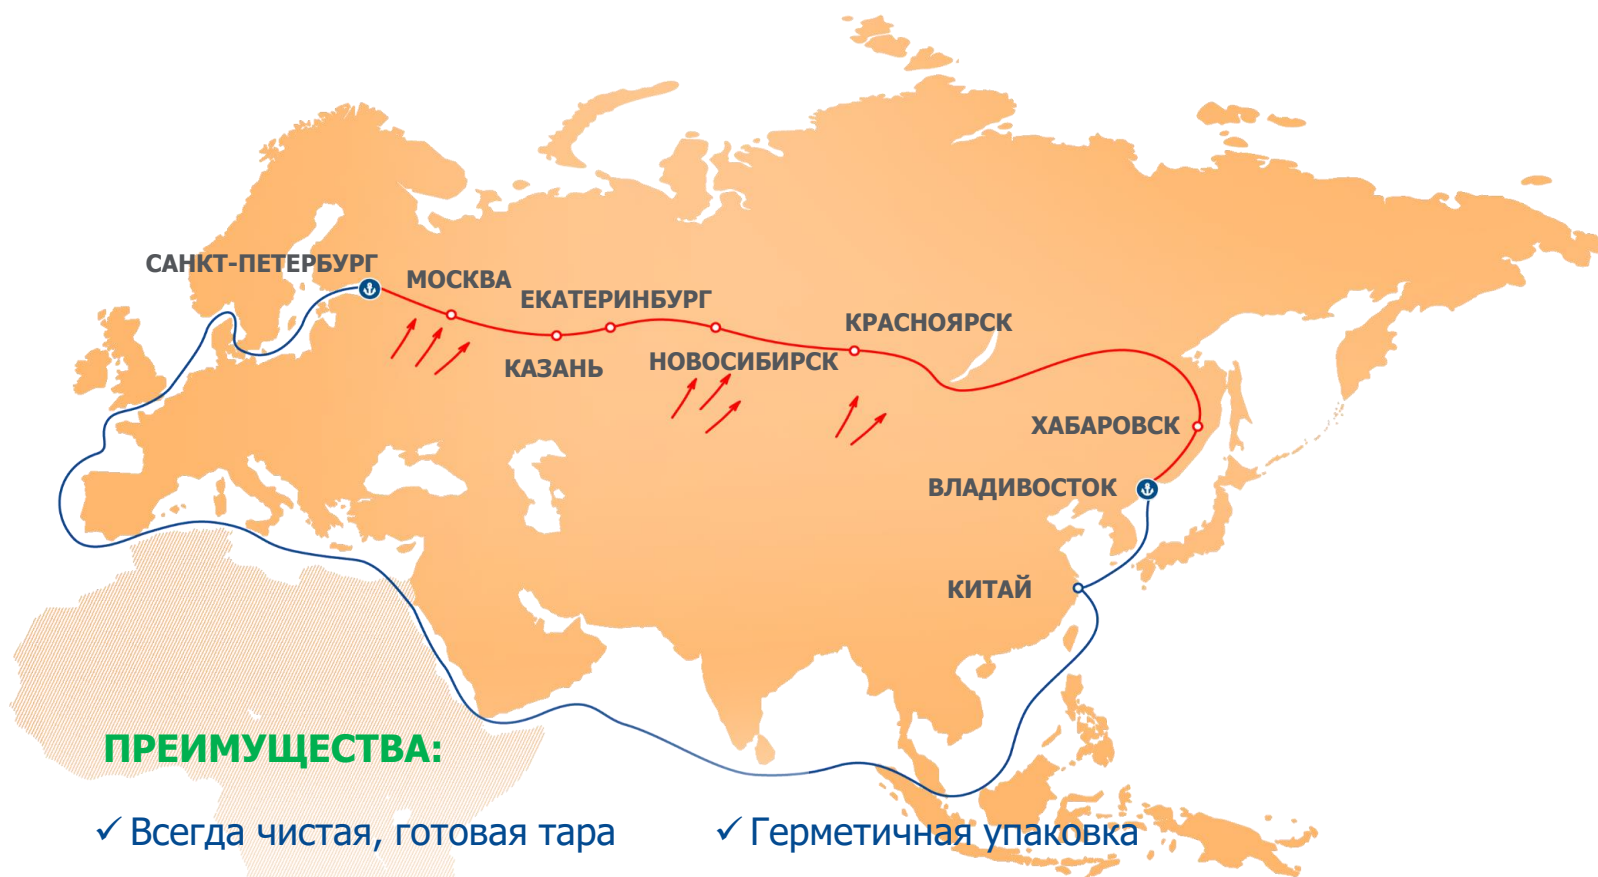 САНКТ-ПЕТЕРБУРГ
МОСКВА
ЕКАТЕРИНБУРГ
КРАСНОЯРСК
КАЗАНЬ
НОВОСИБИРСК
ХАБАРОВСК
ВЛАДИВОСТОК
КИТАЙ
ПРЕИМУЩЕСТВА:
✓ Всегда чистая, готовая тара
✓ Герметичная упаковка